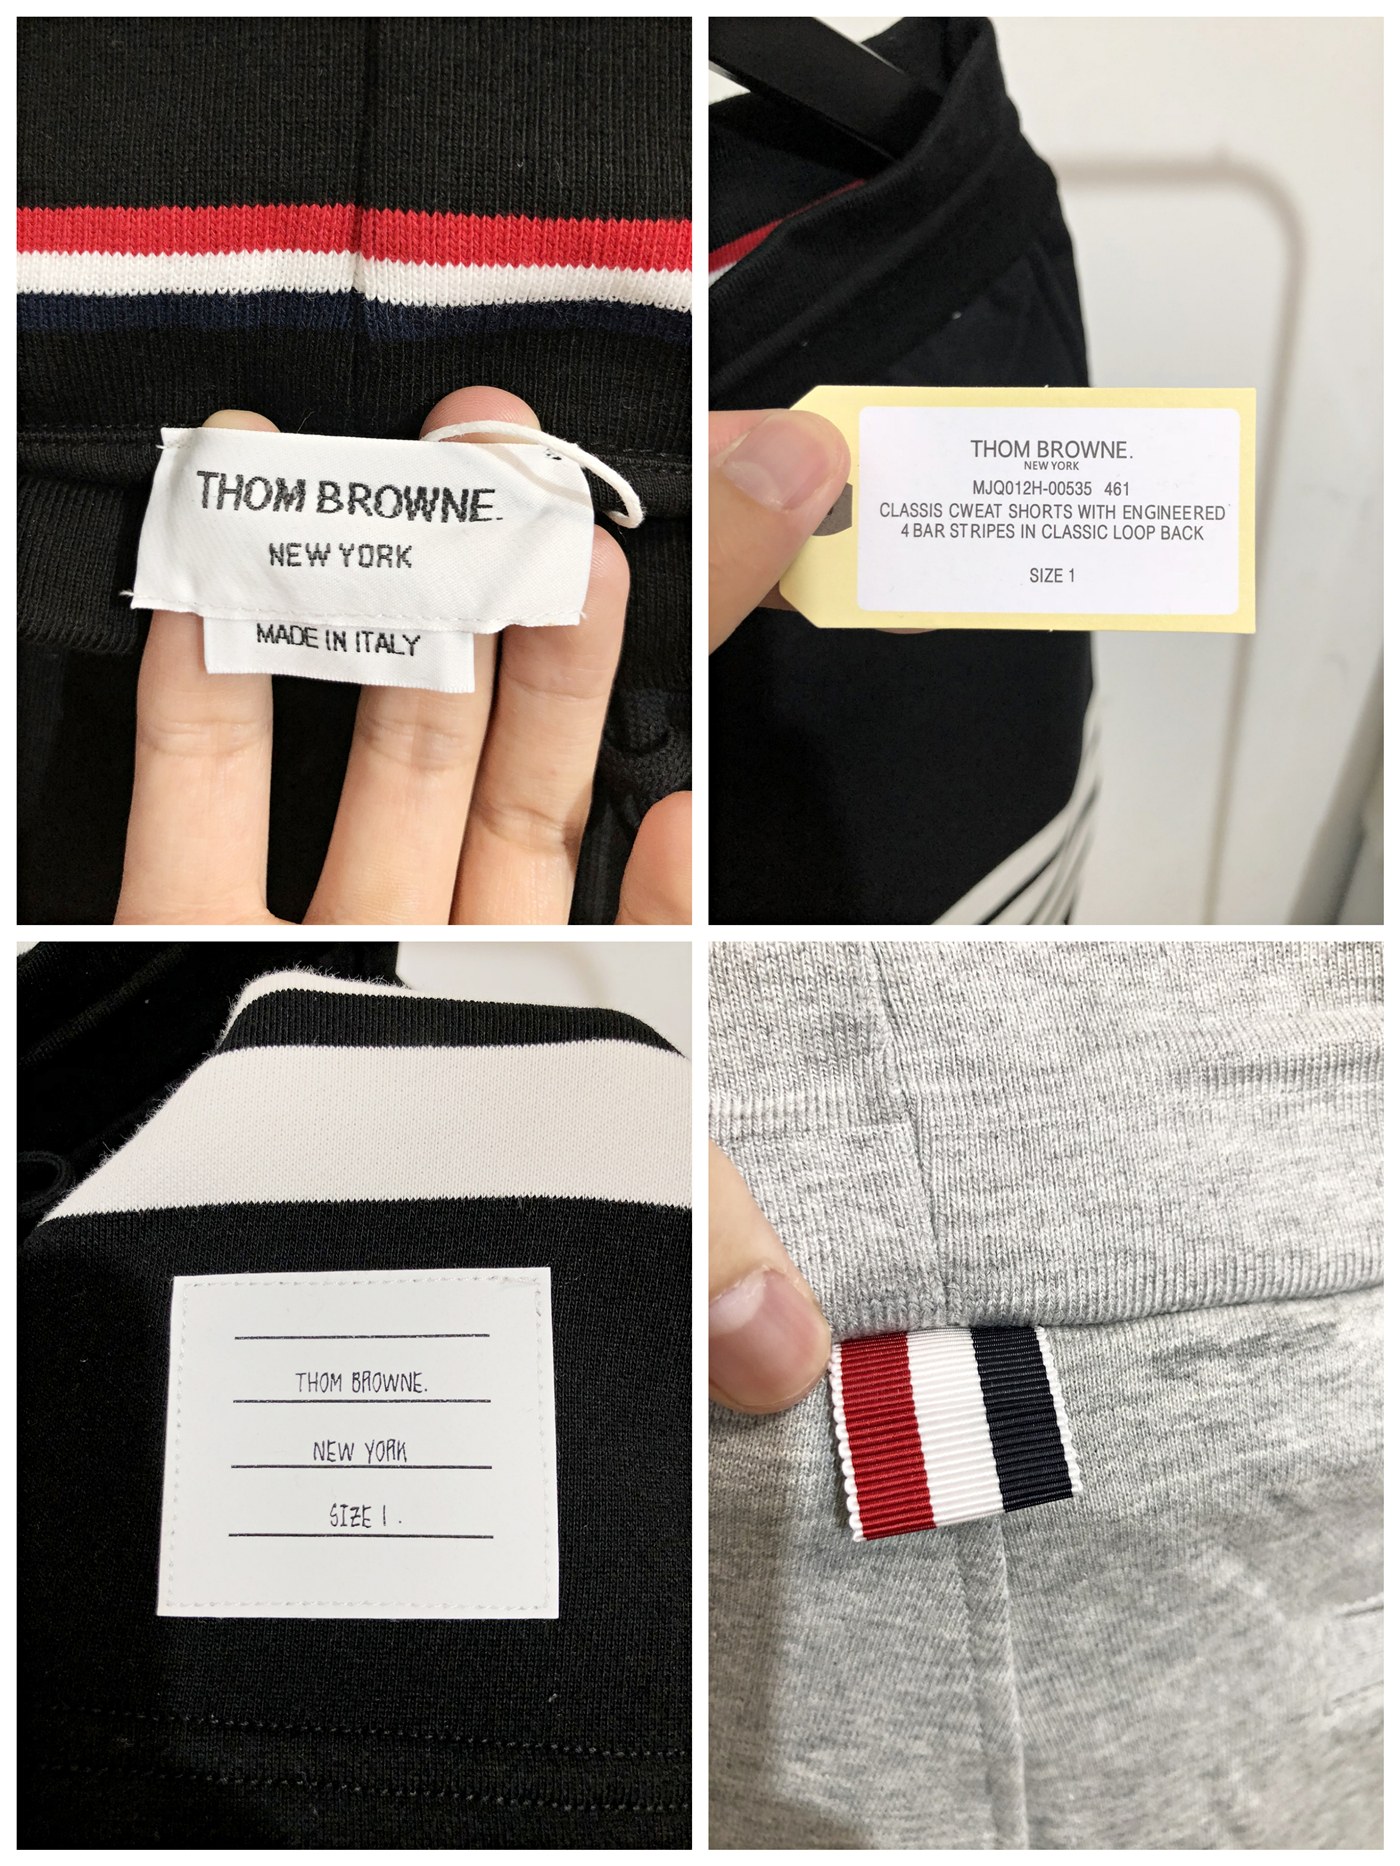 THOM BROWNE.
NEW YORK
MADE IN ITALY
THOM BROWNE.
NEW YORK
MJQ012H-00535 461
CLASSIS CWEAT SHORTS WITH ENGINEERED
4 BAR STRIPES IN CLASSIC LOOP BACK
SIZE 1
THOM BROWNE.
NEW YORK
SIZE 1.